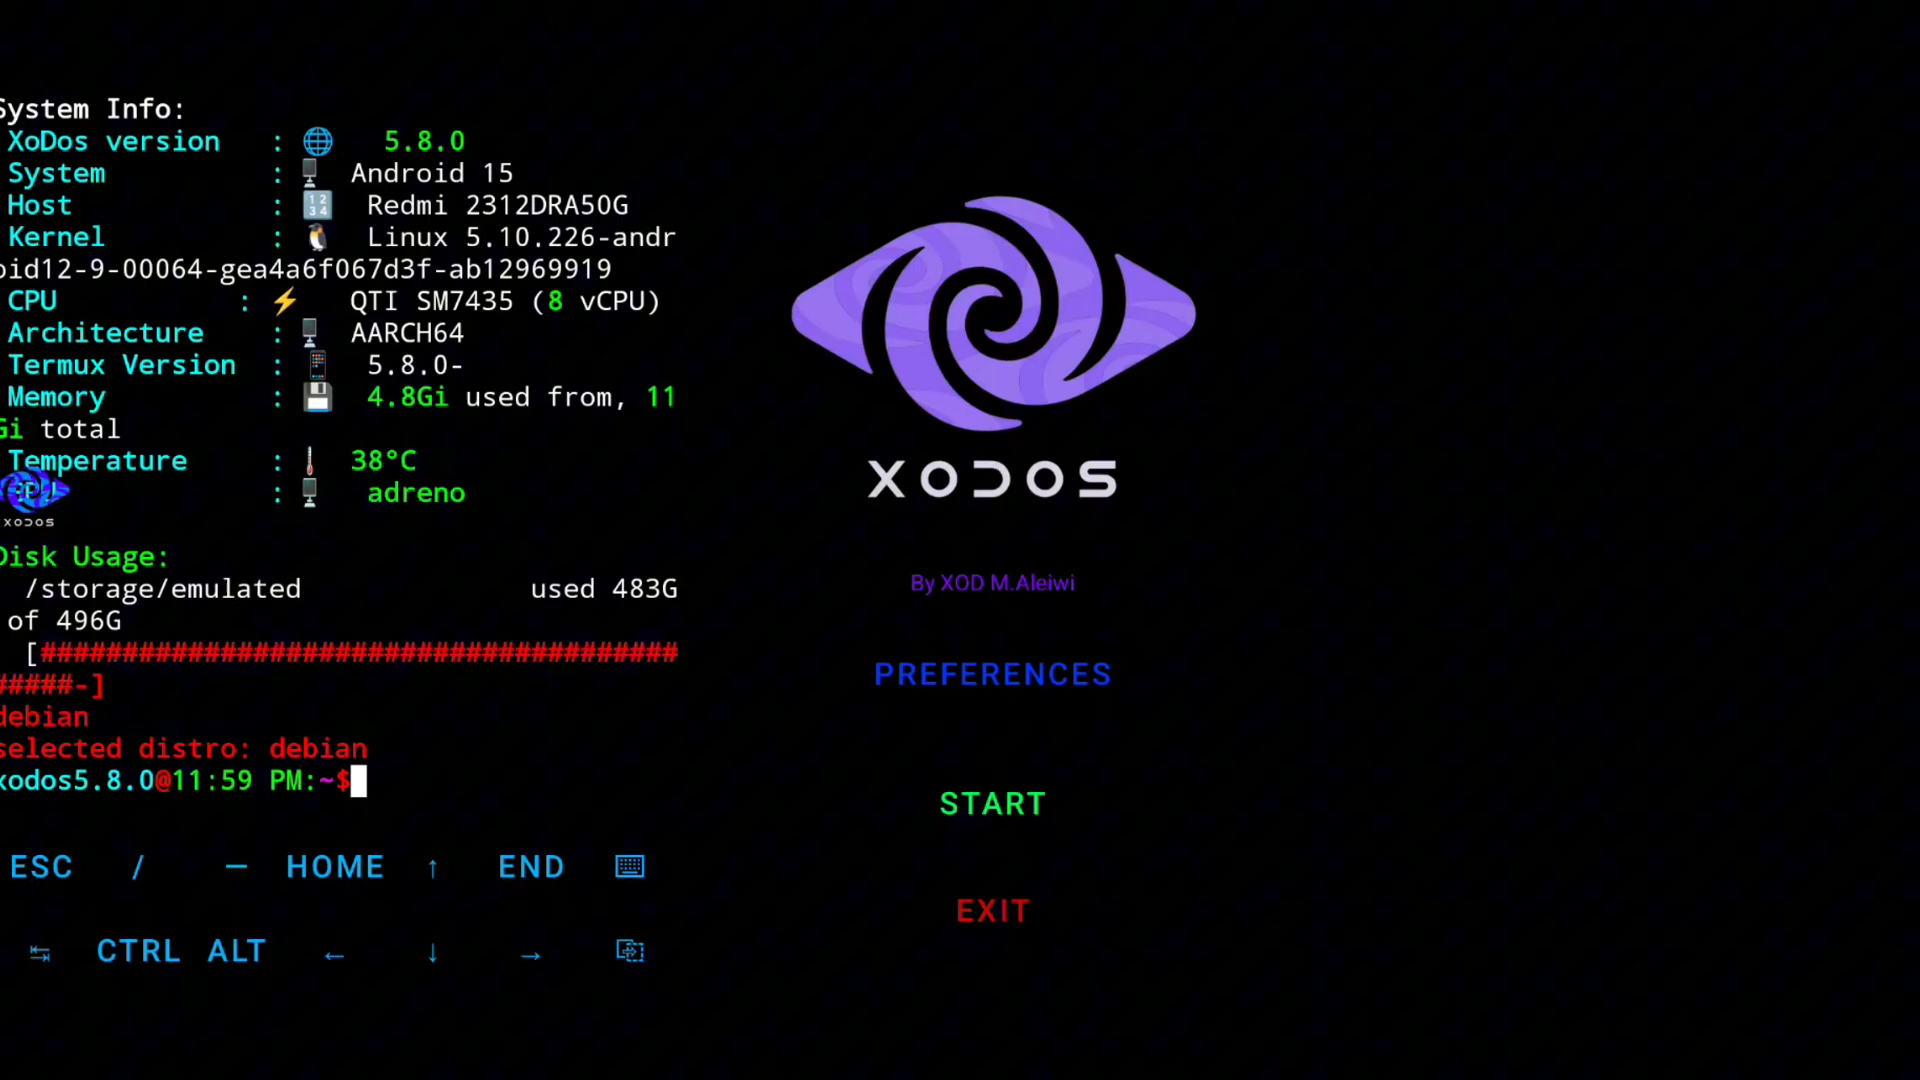 System Info:
XoDos version : 5.8.0
System : Android 15
Host : Redmi 2312DRA50G
Kernel : Linux 5.10.226-andr
oid12-9-00064-gea4a6f067d3f-ab12969919
CPU : QTI SM7435 (8 vCPU)
Architecture : AARCH64
Termux Version : 5.8.0-
Memory : 4.8Gi used from, 11
Gi total
Temperature : 38°C
: adreno
XODOS
Disk Usage:
/storage/emulated used 483G
of 496G
[#######################################
#####-]
debian
selected distro: debian
xodos5.8.0@11:59 PM:~$
ESC / — HOME ↑ END
↹ CTRL ALT ← ↓ →
XODOS
By XOD M.Aleiwi
PREFERENCES
START
EXIT